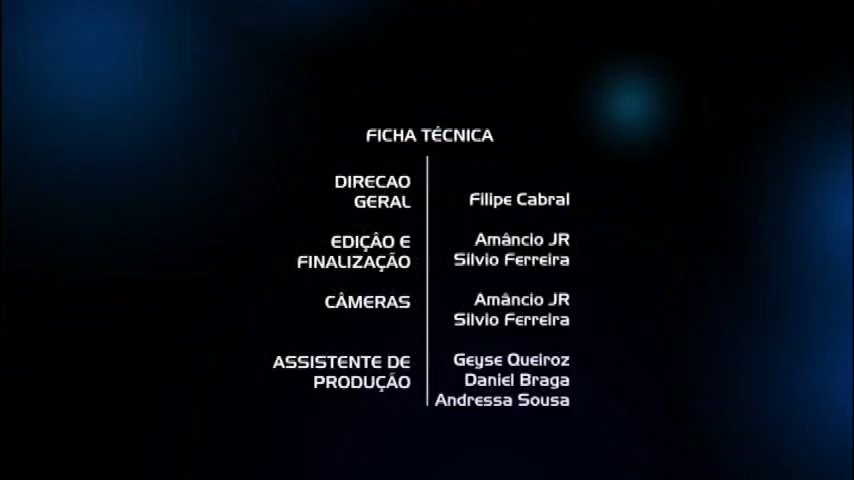 FICHA TÉCNICA
DIRECAO
GERAL
Filipe Cabral
EDIÇÂO E
FINALIZAÇÃO
Amâncio JR
Silvio Ferreira
CÂMERAS
Amâncio JR
Silvio Ferreira
ASSISTENTE DE
PRODUÇÃO
Geyse Queiroz
Daniel Braga
Andressa Sousa